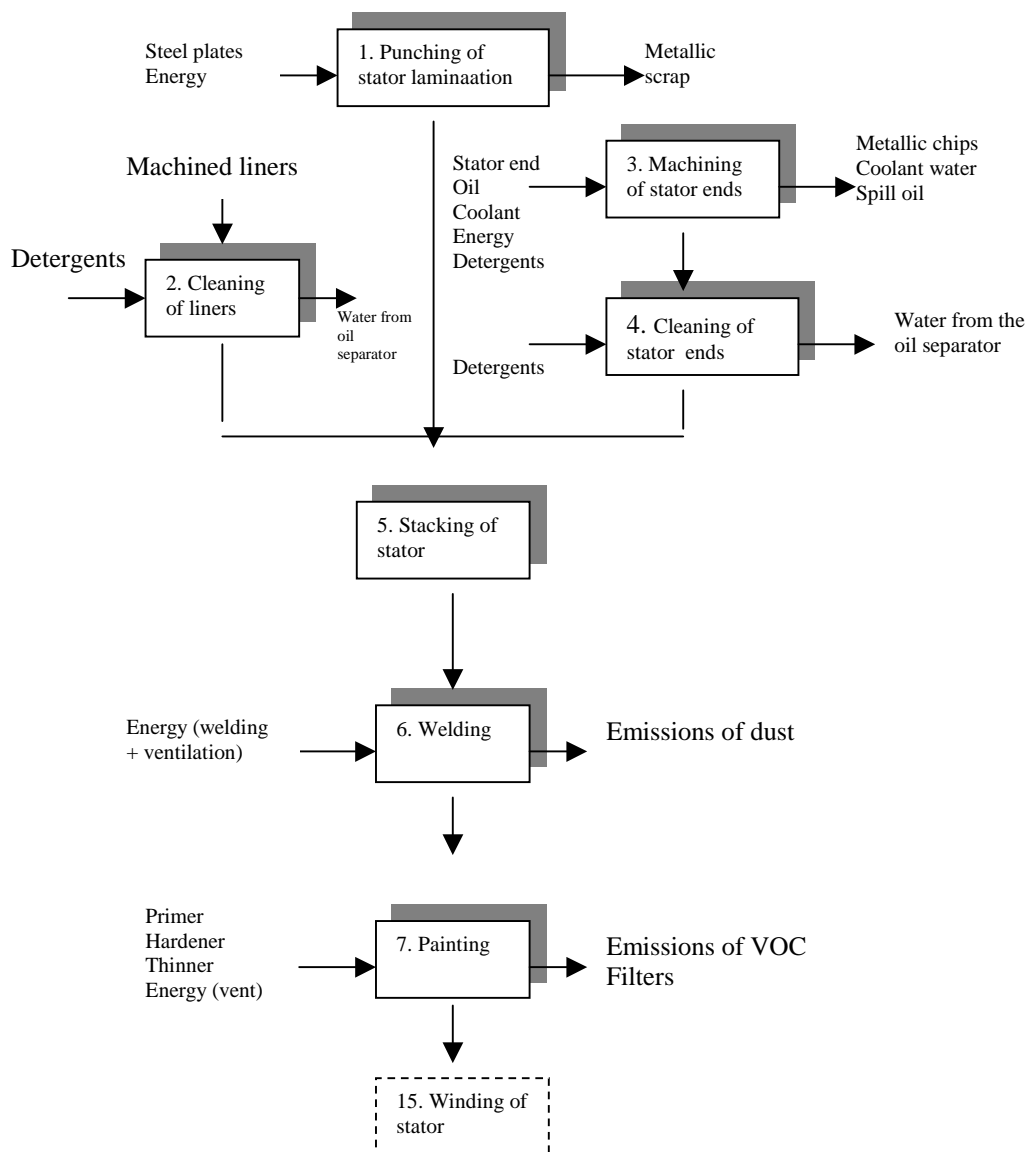 Steel plates
Energy
1. Punching of
stator laminaation
Metallic
scrap
Machined liners
Detergents
2. Cleaning
of liners
Water from
oil
separator
Stator end
Oil
Coolant
Energy
Detergents
3. Machining
of stator ends
Metallic chips
Coolant water
Spill oil
Detergents
4. Cleaning of
stator ends
Water from the
oil separator
5. Stacking of
stator
Energy (welding
+ ventilation)
6. Welding
Emissions of dust
Primer
Hardener
Thinner
Energy (vent)
7. Painting
Emissions of VOC
Filters
15. Winding of
stator